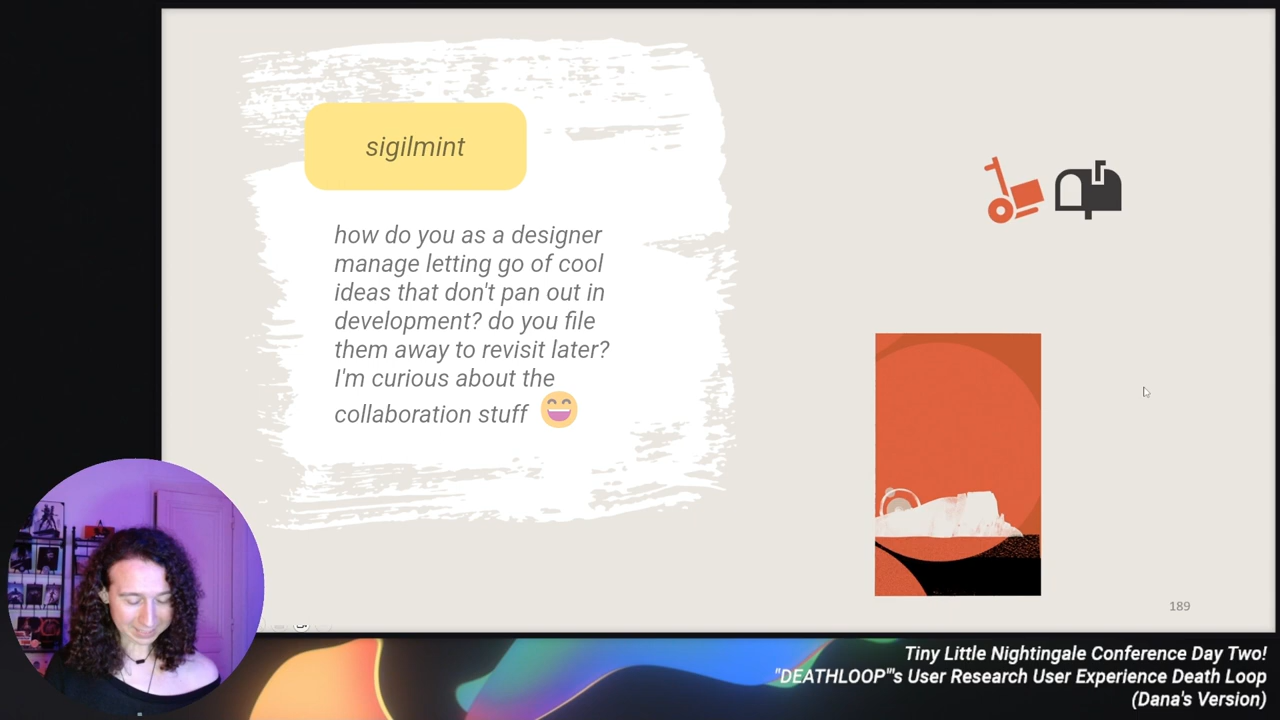 sigilmint
how do you as a designer
manage letting go of cool
ideas that don't pan out in
development? do you file
them away to revisit later?
I'm curious about the
collaboration stuff 😄
189
Tiny Little Nightingale Conference Day Two!
"DEATHLOOP"'s User Research User Experience Death Loop
(Dana's Version)